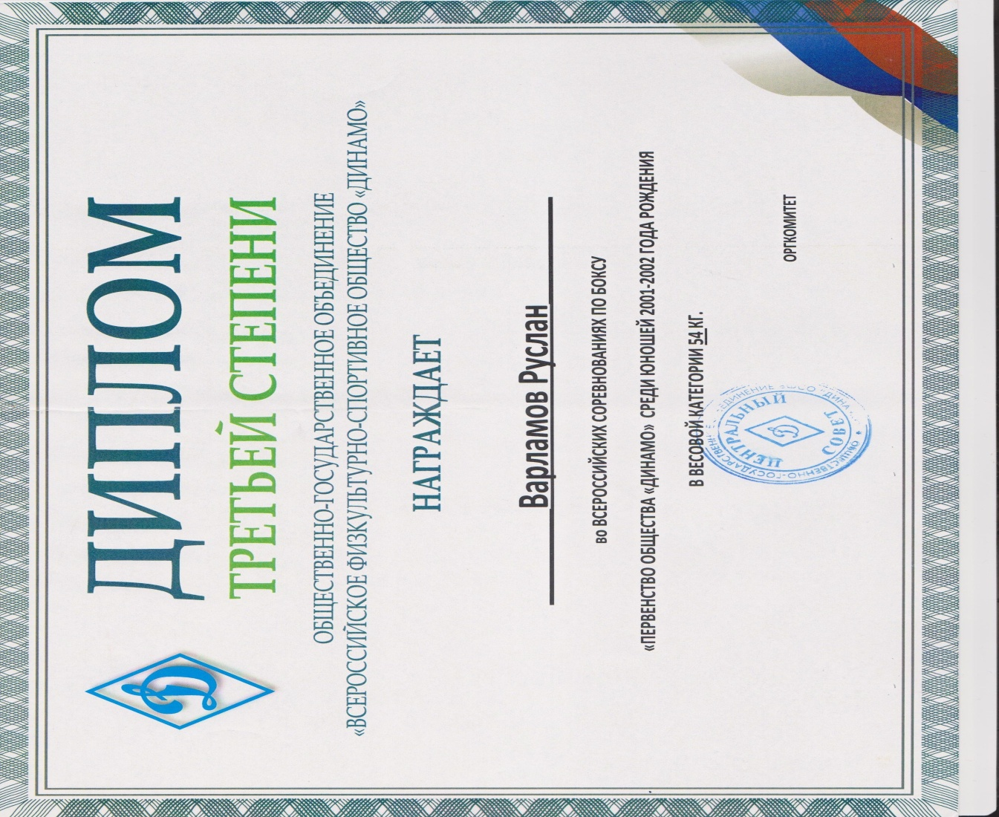 ДИПЛОМ
ТРЕТЬЕЙ СТЕПЕНИ
ОБЩЕСТВЕННО-ГОСУДАРСТВЕННОЕ ОБЪЕДИНЕНИЕ
«ВСЕРОССИЙСКОЕ ФИЗКУЛЬТУРНО-СПОРТИВНОЕ ОБЩЕСТВО «ДИНАМО»
НАГРАЖДАЕТ
Варламов Руслан
во ВСЕРОССИЙСКИХ СОРЕВНОВАНИЯХ ПО БОКСУ
«ПЕРВЕНСТВО ОБЩЕСТВА «ДИНАМО» СРЕДИ ЮНОШЕЙ 2001-2002 ГОДА РОЖДЕНИЯ
В ВЕСОВОЙ КАТЕГОРИИ 54 КГ.
ЦЕНТРАЛЬНЫЙ
СОВЕТ
ОРГКОМИТЕТ